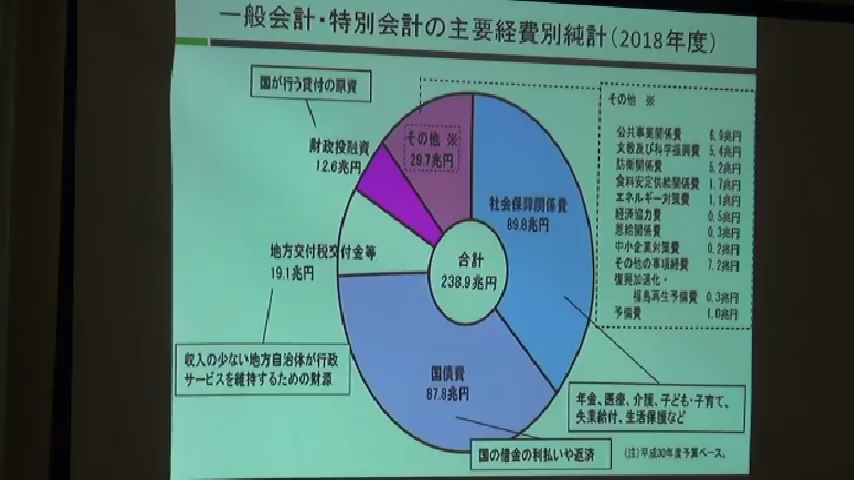 一般会計・特別会計の主要経費別純計（2018年度）
国が行う貸付の原資
財政投融資
12.6兆円
その他 ※
29.7兆円
社会保障関係費
89.8兆円
地方交付税交付金等
19.1兆円
合計
238.9兆円
国債費
87.8兆円
収入の少ない地方自治体が行政
サービスを維持するための財源
国の借金の利払いや返済
年金、医療、介護、子ども・子育て、
失業給付、生活保護など
（注）平成30年度予算ベース。
その他 ※
公共事業関係費 6.9兆円
文教及び科学振興費 5.4兆円
防衛関係費 5.2兆円
食料安定供給関係費 1.7兆円
エネルギー対策費 1.1兆円
経済協力費 0.5兆円
恩給関係費 0.3兆円
中小企業対策費 0.2兆円
その他の事項経費 7.2兆円
復興加速化・
福島再生予備費 0.3兆円
予備費 1.0兆円